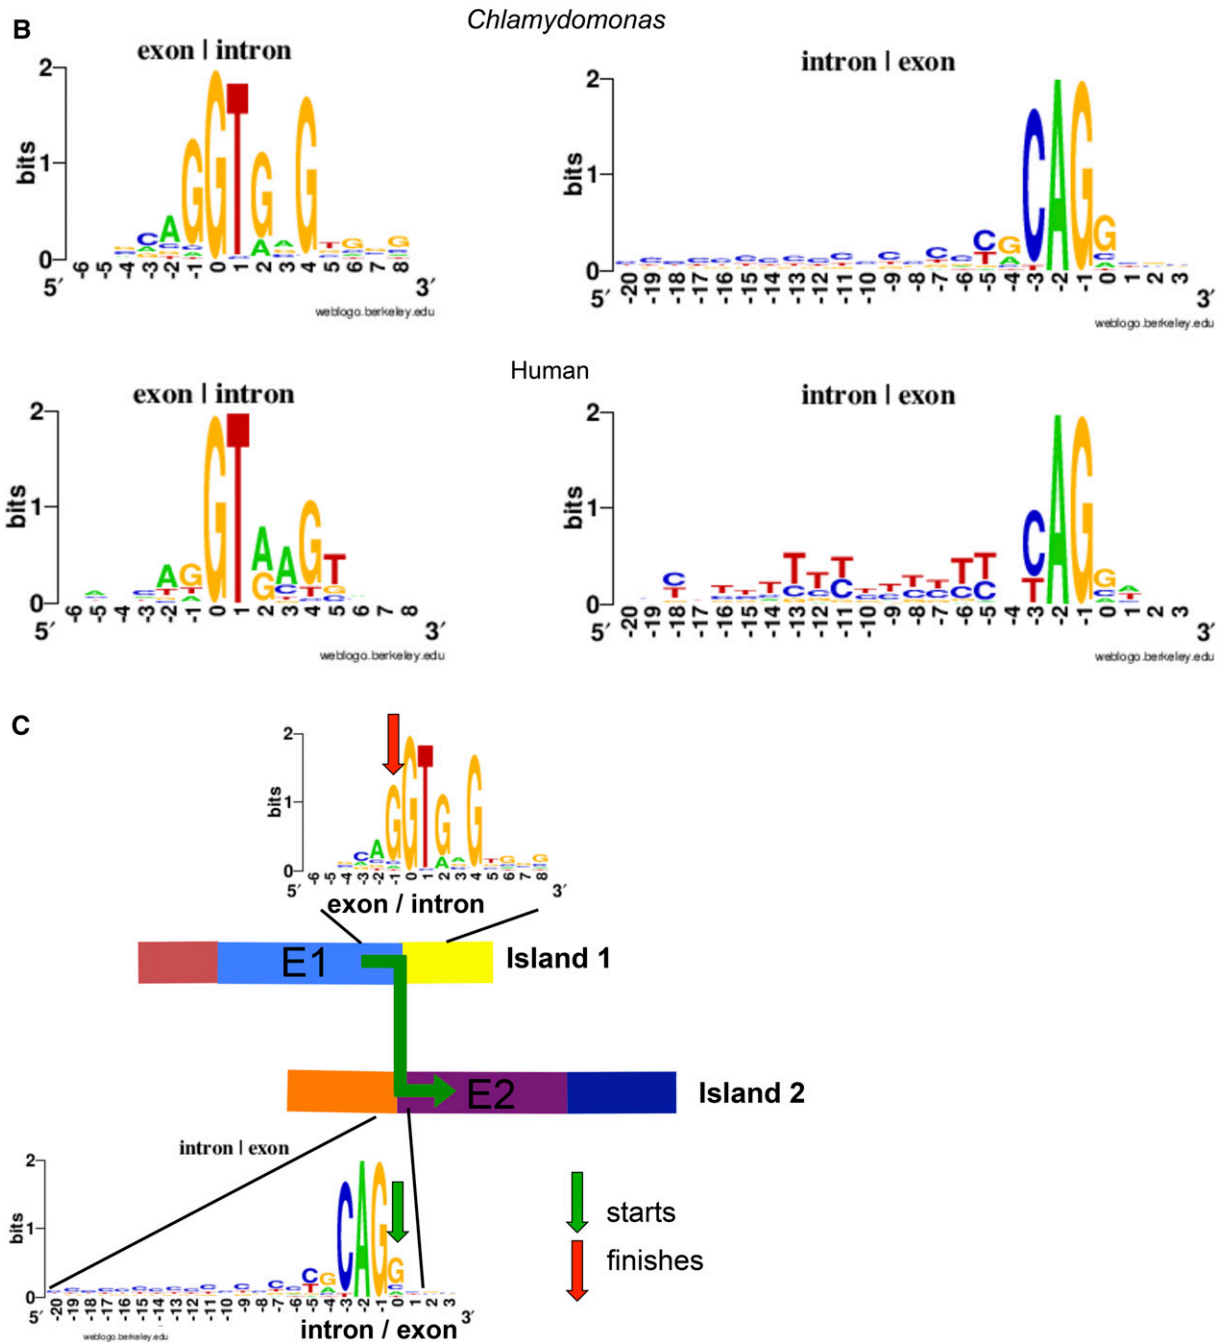 B
Chlamydomonas
exon | intron
2
1
0
bits
G G T G G
C A A A T G G
-6 -5 -4 -3 -2 -1 0 1 2 3 4 5 6 7 8
5′ 3′
weblogo.berkeley.edu
intron | exon
2
1
0
bits
C T G A C A G G C
-20 -19 -18 -17 -16 -15 -14 -13 -12 -11 -10 -9 -8 -7 -6 -5 -4 -3 -2 -1 0 1 2 3
5′ 3′
weblogo.berkeley.edu
Human
exon | intron
2
1
0
bits
A G G T A G A G T
-6 -5 -4 -3 -2 -1 0 1 2 3 4 5 6 7 8
5′ 3′
weblogo.berkeley.edu
intron | exon
2
1
0
bits
C T T T T T T C A G G
-20 -19 -18 -17 -16 -15 -14 -13 -12 -11 -10 -9 -8 -7 -6 -5 -4 -3 -2 -1 0 1 2 3
5′ 3′
weblogo.berkeley.edu
C
2
1
0
bits
C A G G T G A G
-6 -5 -4 -3 -2 -1 0 1 2 3 4 5 6 7 8
5′ 3′
exon / intron
E1
Island 1
E2
Island 2
intron | exon
2
1
0
bits
C T G A C A G G
-20 -19 -18 -17 -16 -15 -14 -13 -12 -11 -10 -9 -8 -7 -6 -5 -4 -3 -2 -1 0 1 2 3
5′ 3′
weblogo.berkeley.edu
intron / exon
starts
finishes